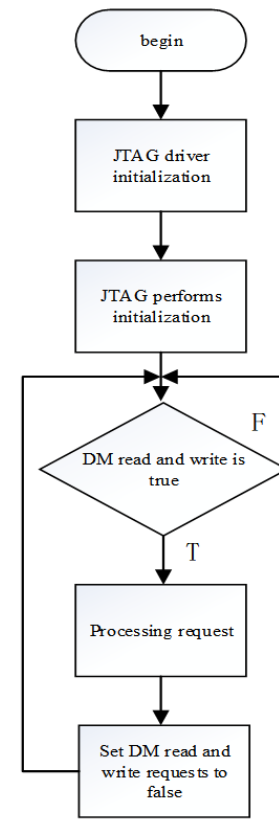 begin
JTAG driver
initialization
JTAG performs
initialization
F
DM read and write is
true
T
Processing request
Set DM read and
write requests to
false